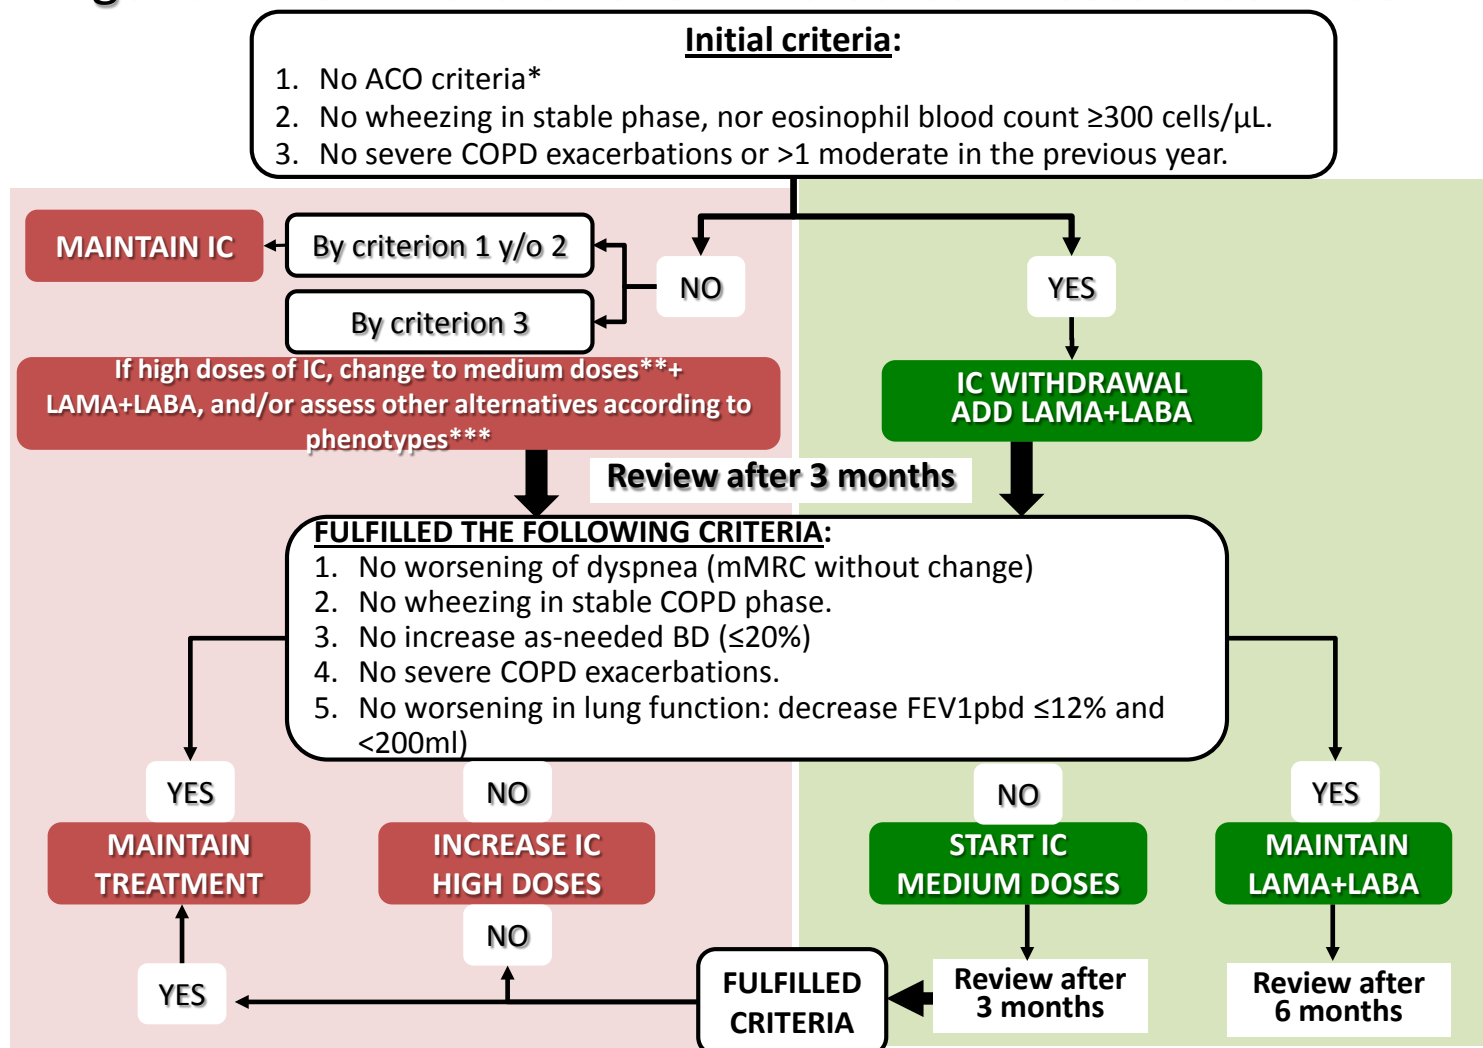 Initial criteria:
1. No ACO criteria*
2. No wheezing in stable phase, nor eosinophil blood count ≥300 cells/μL.
3. No severe COPD exacerbations or >1 moderate in the previous year.
MAINTAIN IC
By criterion 1 y/o 2
NO
YES
By criterion 3
If high doses of IC, change to medium doses**+
LAMA+LABA, and/or assess other alternatives according to
phenotypes***
IC WITHDRAWAL
ADD LAMA+LABA
Review after 3 months
FULFILLED THE FOLLOWING CRITERIA:
1. No worsening of dyspnea (mMRC without change)
2. No wheezing in stable COPD phase.
3. No increase as-needed BD (≤20%)
4. No severe COPD exacerbations.
5. No worsening in lung function: decrease FEV1pbd ≤12% and
<200ml)
YES
NO
NO
YES
MAINTAIN
TREATMENT
INCREASE IC
HIGH DOSES
START IC
MEDIUM DOSES
MAINTAIN
LAMA+LABA
NO
YES
FULFILLED
CRITERIA
Review after
3 months
Review after
6 months